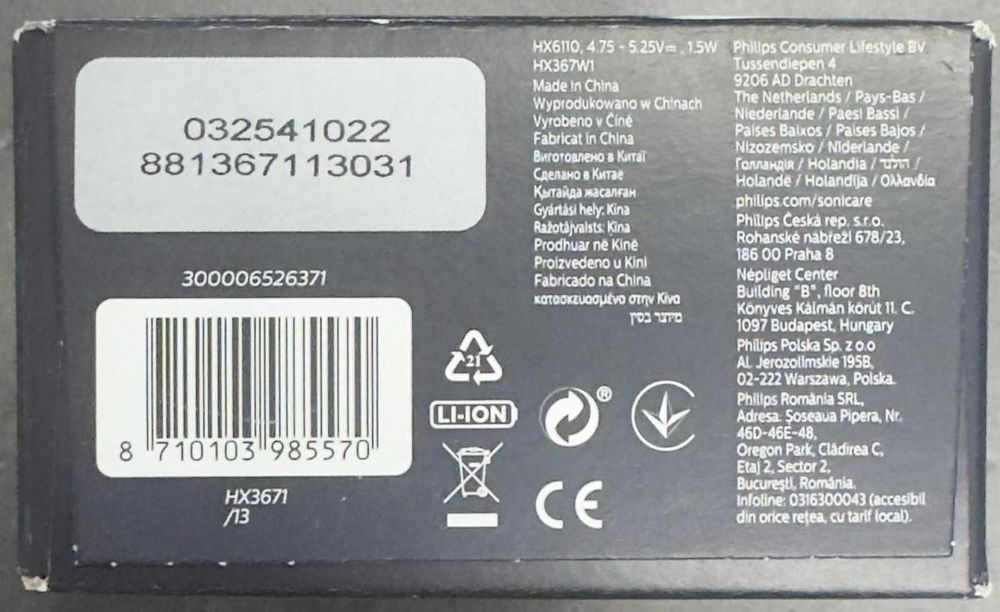 032541022
881367113031
300006526371
8 710103 985570
HX3671
/13
21
LI-ION
®
CE
HX6110, 4.75 - 5.25V⎓, 1.5W
HX367W1
Made in China
Wyprodukowano w Chinach
Vyrobeno v Číně
Fabricat în China
Виготовлено в Китаї
Сделано в Китае
Қытайда жасалған
Gyártási hely: Kína
Ražotājvalsts: Ķīna
Prodhuar në Kinë
Proizvedeno u Kini
Fabricado na China
κατασκευασμένο στην Κίνα
מיוצר בסין
Philips Consumer Lifestyle BV
Tussendiepen 4
9206 AD Drachten
The Netherlands / Pays-Bas /
Niederlande / Paesi Bassi /
Países Baixos / Países Bajos /
Nizozemsko / Niderlande /
Голландія / Holandia / הולנד /
Holande / Holandija / Ολλανδία
philips.com/sonicare
Philips Česká rep. s.r.o.
Rohanské nábřeží 678/23,
186 00 Praha 8
Népliget Center
Building "B", floor 8th
Könyves Kálmán körút 11. C.
1097 Budapest, Hungary
Philips Polska Sp. z o.o
Al. Jerozolimskie 195B,
02-222 Warszawa, Polska.
Philips România SRL,
Adresa: Șoseaua Pipera, Nr.
46D-46E-48,
Oregon Park, Clădirea C,
Etaj 2, Sector 2,
București, România.
Infoline: 0316300043 (accesibil
din orice rețea, cu tarif local).